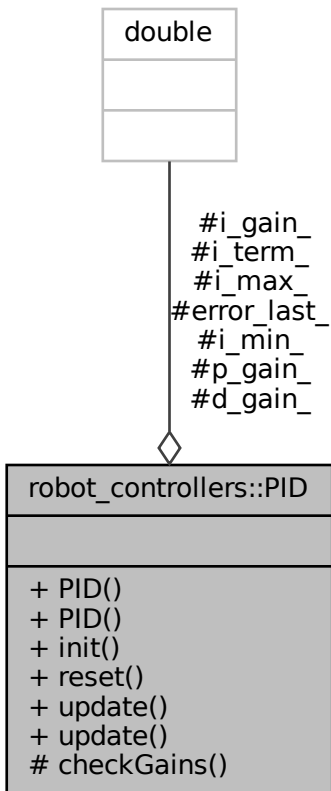 double
#i_gain_
#i_term_
#i_max_
#error_last_
#i_min_
#p_gain_
#d_gain_
robot_controllers::PID
+ PID()
+ PID()
+ init()
+ reset()
+ update()
+ update()
# checkGains()